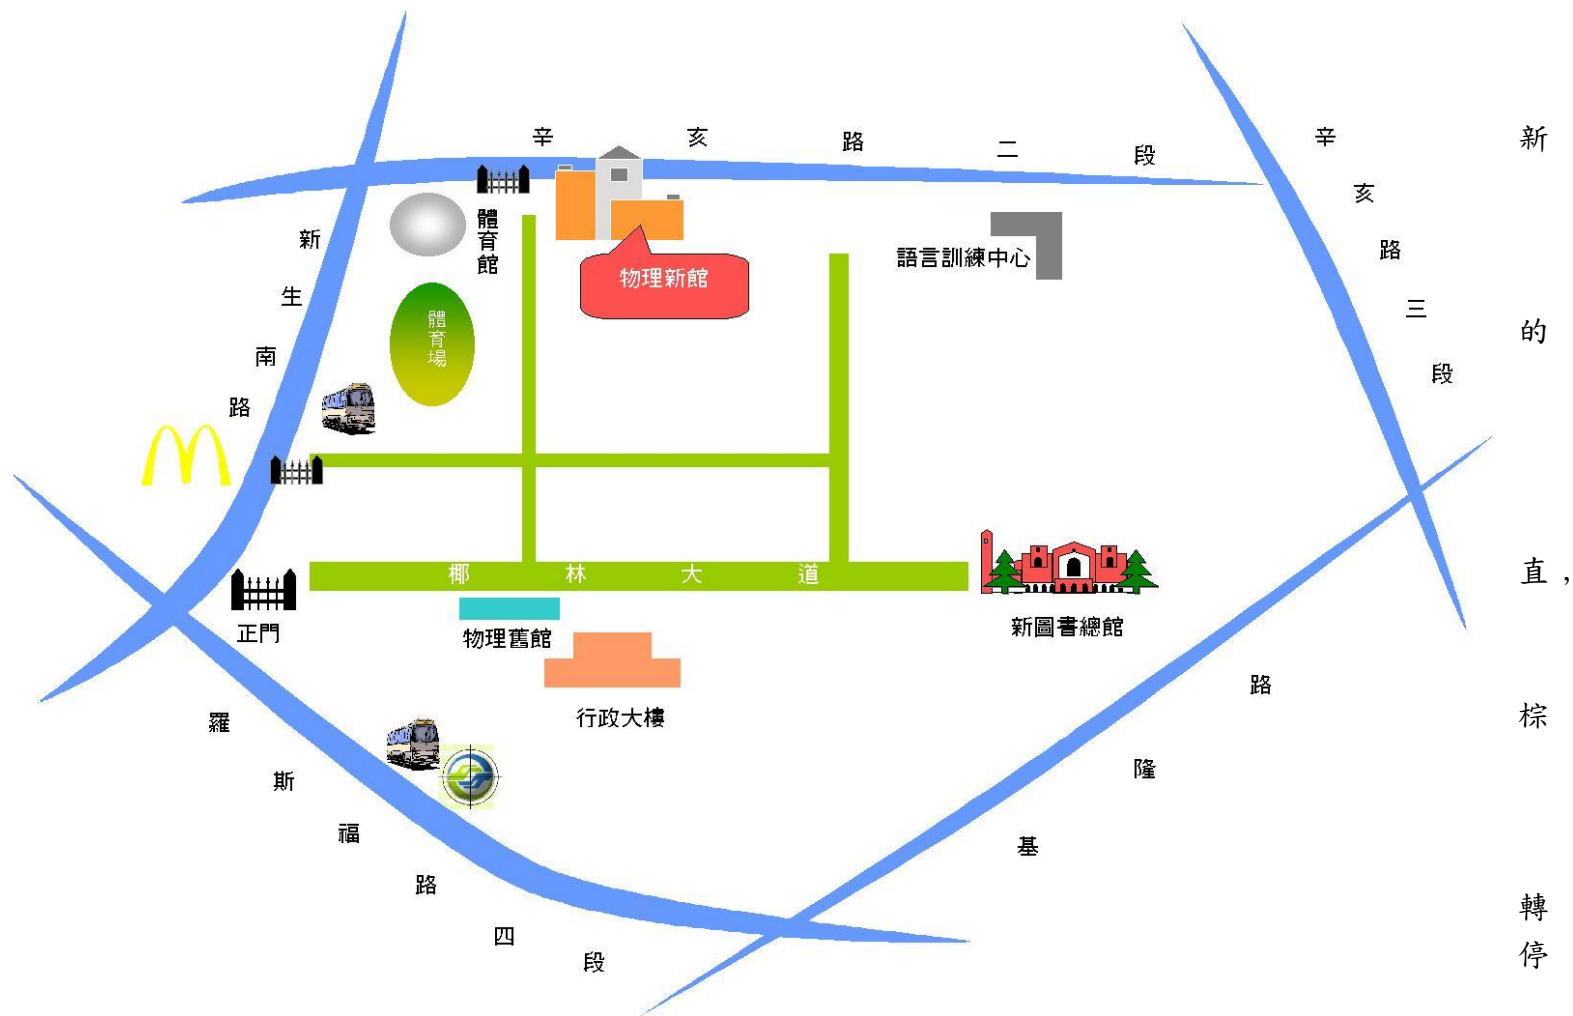 辛亥路二段
辛亥路三段
新
體育館
新生南路
語言訓練中心
物理新館
體育場
的
椰林大道
直,
正門
物理舊館
新圖書總館
行政大樓
羅斯福路四段
基隆路
棕
轉
停